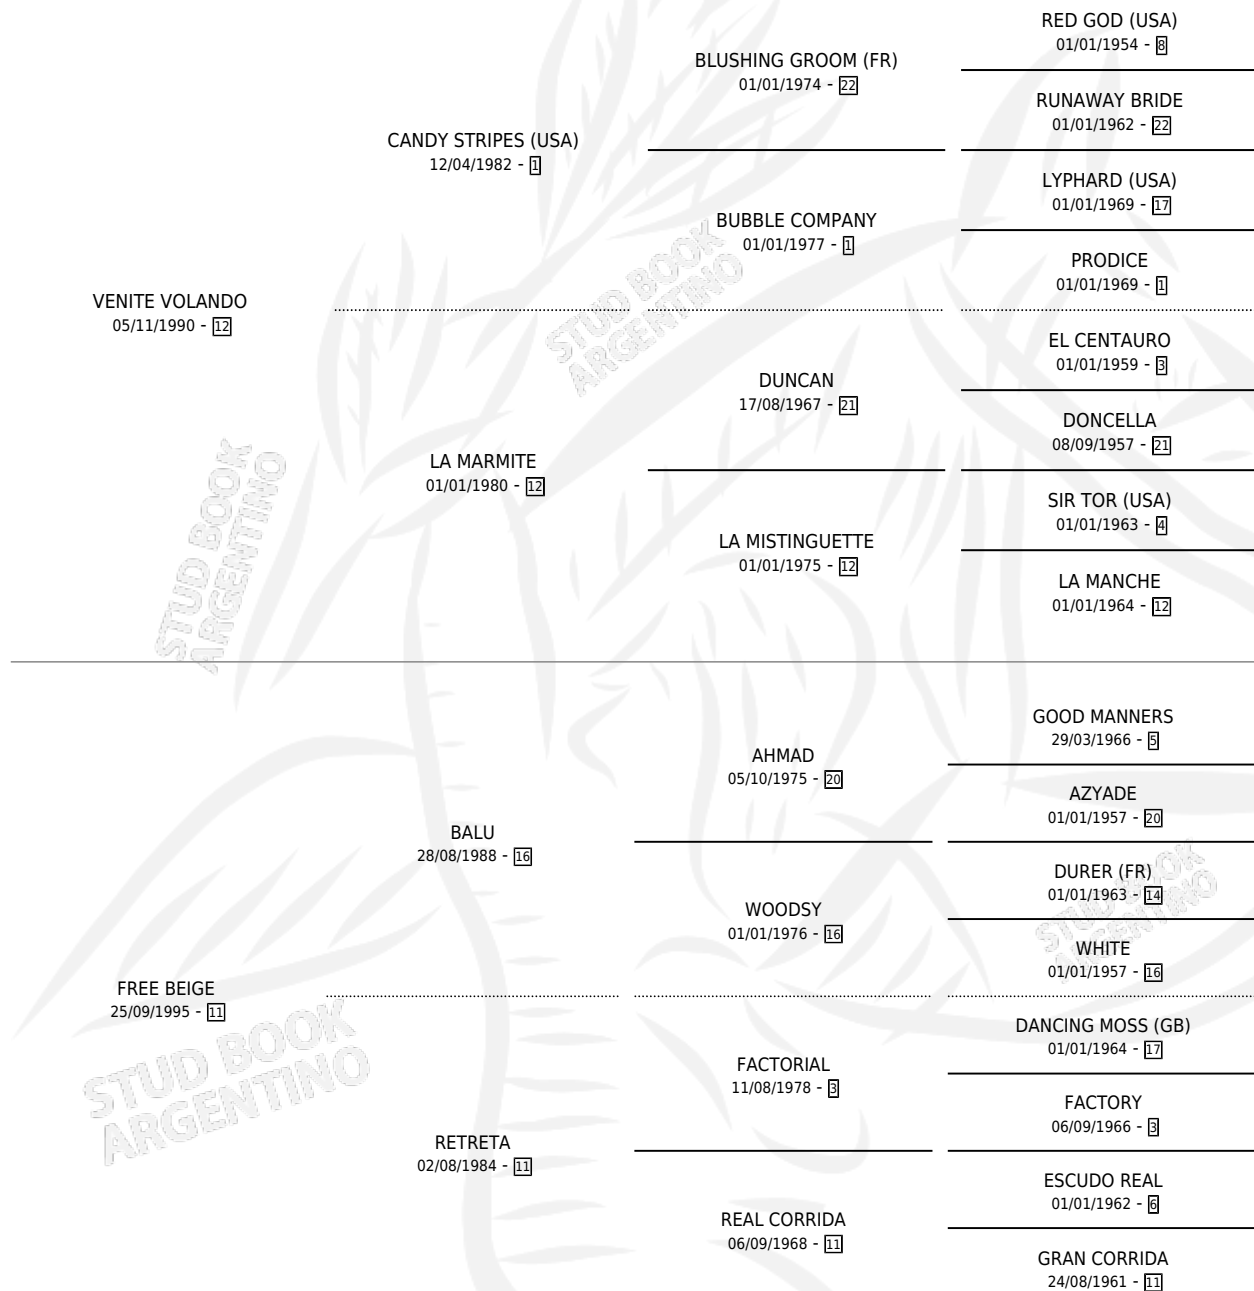 RED GOD (USA)
01/01/1954 - 8
BLUSHING GROOM (FR)
01/01/1974 - 22
RUNAWAY BRIDE
01/01/1962 - 22
CANDY STRIPES (USA)
12/04/1982 - 1
LYPHARD (USA)
01/01/1969 - 17
BUBBLE COMPANY
01/01/1977 - 1
PRODICE
01/01/1969 - 1
VENITE VOLANDO
05/11/1990 - 12
STUD BOOK
ARGENTINO
EL CENTAURO
01/01/1959 - 3
DUNCAN
17/08/1967 - 21
DONCELLA
08/09/1957 - 21
LA MARMITE
01/01/1980 - 12
SIR TOR (USA)
01/01/1963 - 4
LA MISTINGUETTE
01/01/1975 - 12
LA MANCHE
01/01/1964 - 12
STUD BOOK
ARGENTINO
GOOD MANNERS
29/03/1966 - 5
AHMAD
05/10/1975 - 20
AZYADE
01/01/1957 - 20
BALU
28/08/1988 - 16
DURER (FR)
01/01/1963 - 14
WOODSY
01/01/1976 - 16
STUD BOOK
ARGENTINO
WHITE
01/01/1957 - 16
FREE BEIGE
25/09/1995 - 11
STUD BOOK
ARGENTINO
DANCING MOSS (GB)
01/01/1964 - 17
FACTORIAL
11/08/1978 - 3
FACTORY
06/09/1966 - 3
RETRETA
02/08/1984 - 11
ESCUDO REAL
01/01/1962 - 6
REAL CORRIDA
06/09/1968 - 11
GRAN CORRIDA
24/08/1961 - 11